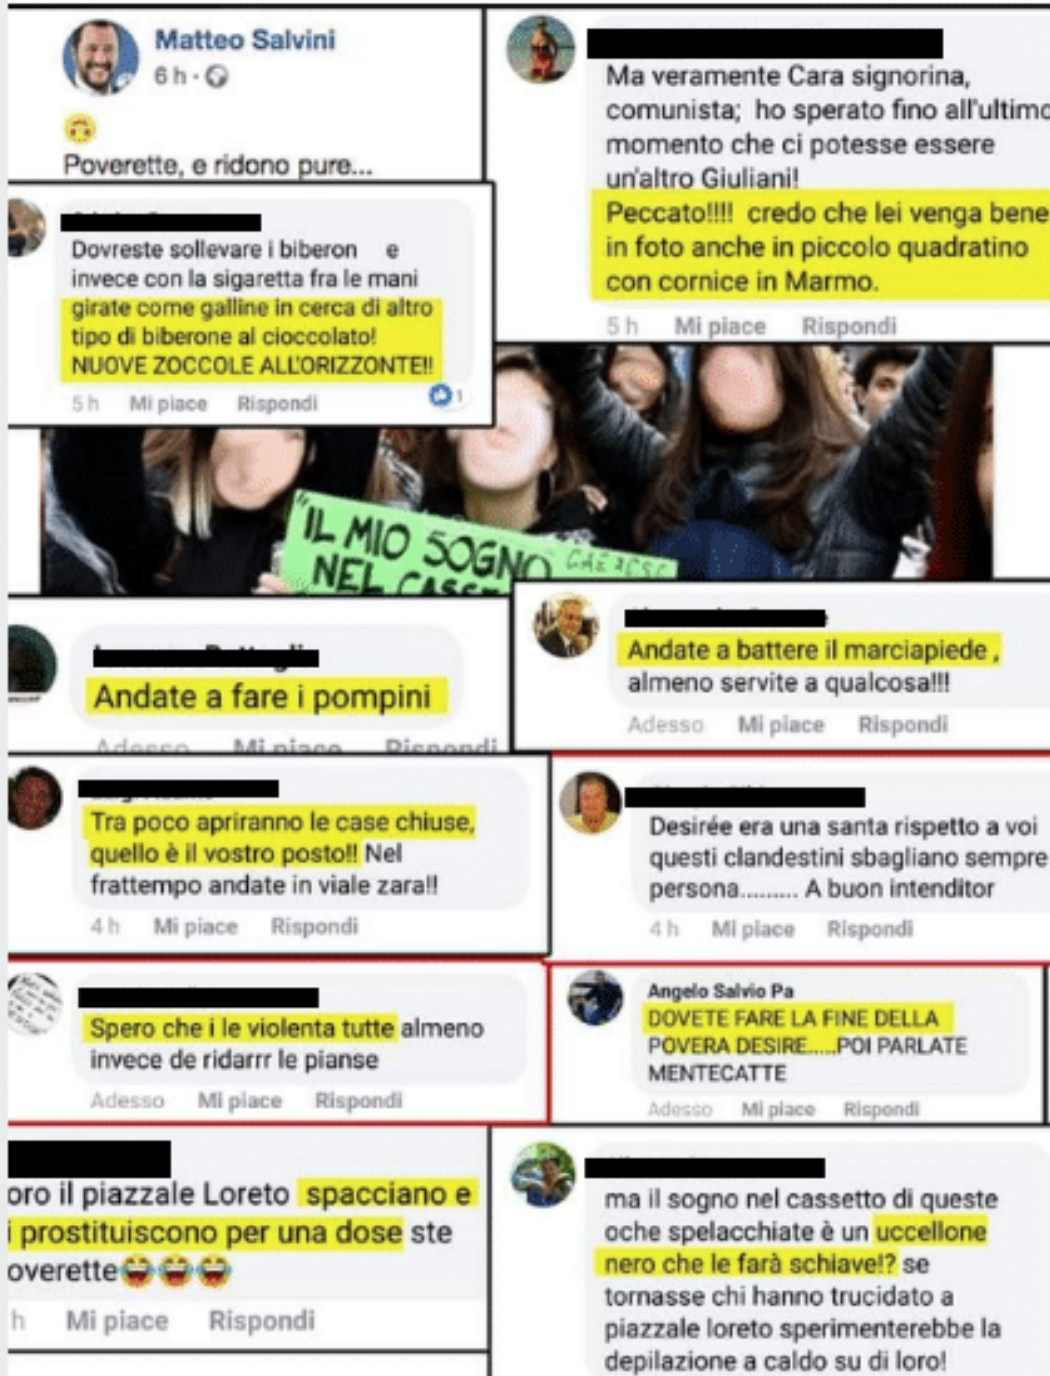 Matteo Salvini
6 h
Poverette, e ridono pure...
Ma veramente Cara signorina,
comunista; ho sperato fino all'ultimo
momento che ci potesse essere
un'altro Giuliani!
Peccato!!!! credo che lei venga bene
in foto anche in piccolo quadratino
con cornice in Marmo.
5 h Mi piace Rispondi
Dovreste sollevare i biberon e
invece con la sigaretta fra le mani
girate come galline in cerca di altro
tipo di biberone al cioccolato!
NUOVE ZOCCOLE ALL'ORIZZONTE!!
1
5 h Mi piace Rispondi
"IL MIO SOGNO
NEL
Andate a fare i pompini
Adesso Mi piace Rispondi
Andate a battere il marciapiede ,
almeno servite a qualcosa!!!
Adesso Mi piace Rispondi
Tra poco apriranno le case chiuse,
quello è il vostro posto!! Nel
frattempo andate in viale zara!!
4 h Mi piace Rispondi
Desirée era una santa rispetto a voi
questi clandestini sbagliano sempre
persona......... A buon intenditor
4 h Mi piace Rispondi
Spero che i le violenta tutte almeno
invece de ridarrr le pianse
Adesso Mi piace Rispondi
Angelo Salvio Pa
DOVETE FARE LA FINE DELLA
POVERA DESIRE.....POI PARLATE
MENTECATTE
Adesso Mi piace Rispondi
oro il piazzale Loreto spacciano e
i prostituiscono per una dose ste
overette
h Mi piace Rispondi
ma il sogno nel cassetto di queste
oche spelacchiate è un uccellone
nero che le farà schiave!? se
tornasse chi hanno trucidato a
piazzale loreto sperimenterebbe la
depilazione a caldo su di loro!